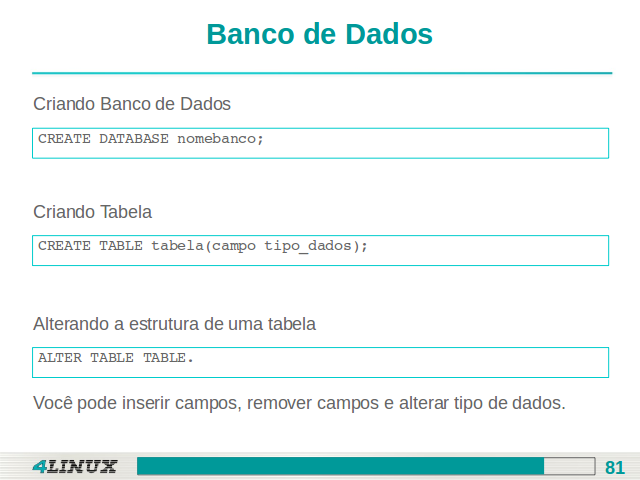 Banco de Dados
Criando Banco de Dados
CREATE DATABASE nomebanco;
Criando Tabela
CREATE TABLE tabela(campo tipo_dados);
Alterando a estrutura de uma tabela
ALTER TABLE TABLE.
Você pode inserir campos, remover campos e alterar tipo de dados.
4LINUX
81